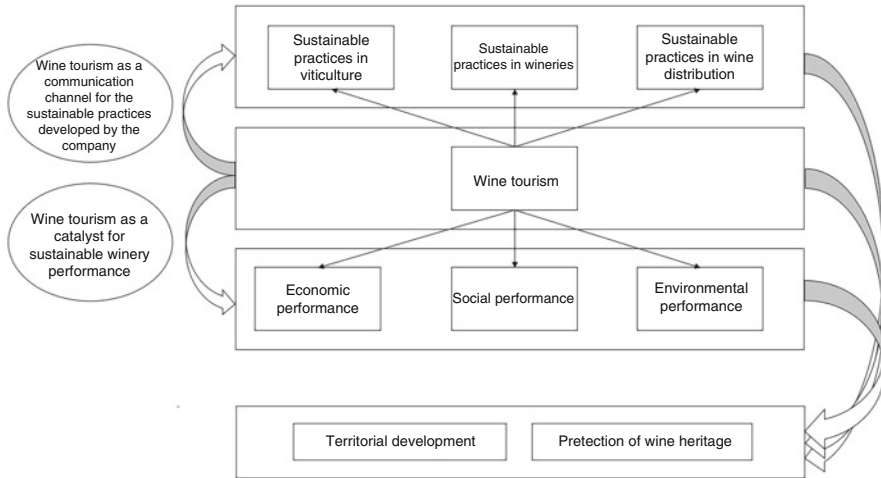 Wine tourism as a
communication channel for the
sustainable practices
developed by the
company
Sustainable
practices in
viticulture
Sustainable
practices in wineries
Sustainable
practices in wine
distribution
Wine tourism
Wine tourism as a
catalyst for
sustainable winery
performance
Economic
performance
Social performance
Environmental
performance
Territorial development
Pretection of wine heritage